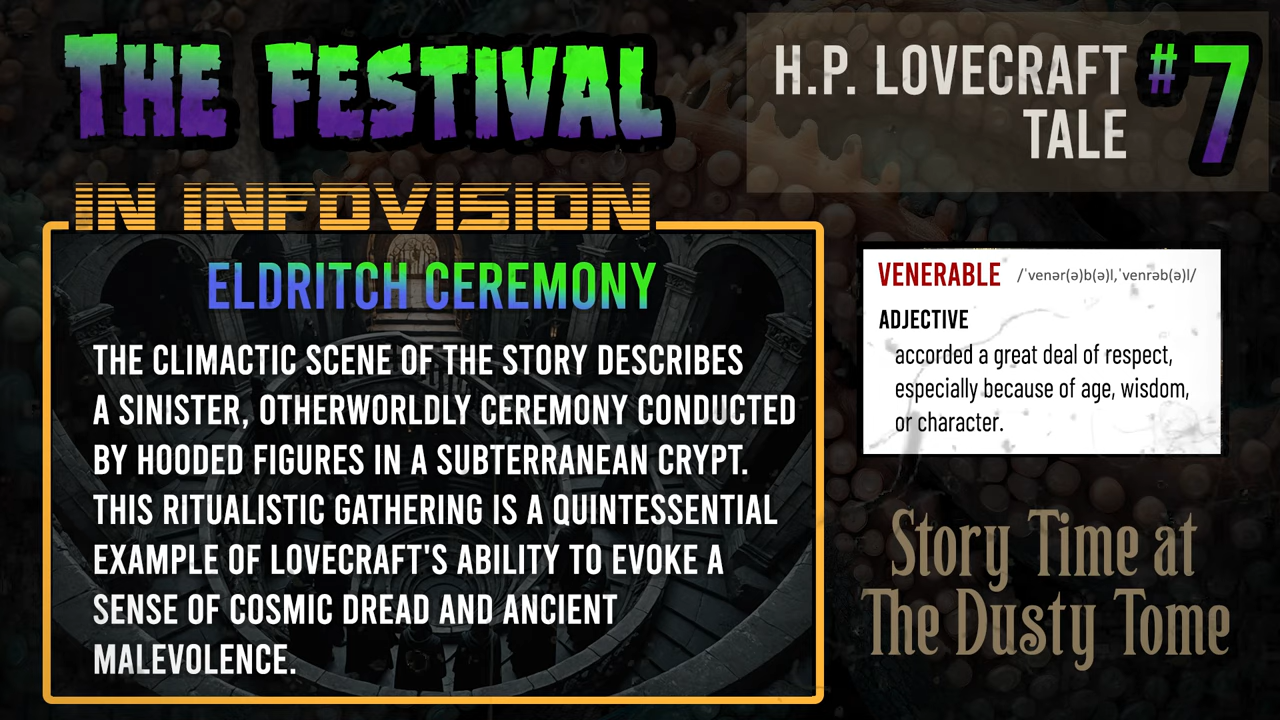 THE FESTIVAL
H.P. LOVECRAFT
TALE
#7
IN INFOVISION
ELDRITCH CEREMONY
THE CLIMACTIC SCENE OF THE STORY DESCRIBES
A SINISTER, OTHERWORLDLY CEREMONY CONDUCTED
BY HOODED FIGURES IN A SUBTERRANEAN CRYPT.
THIS RITUALISTIC GATHERING IS A QUINTESSENTIAL
EXAMPLE OF LOVECRAFT'S ABILITY TO EVOKE A
SENSE OF COSMIC DREAD AND ANCIENT
MALEVOLENCE.
VENERABLE /ˈvenər(ə)b(ə)l,ˈvenrəb(ə)l/
ADJECTIVE
accorded a great deal of respect,
especially because of age, wisdom,
or character.
Story Time at
The Dusty Tome